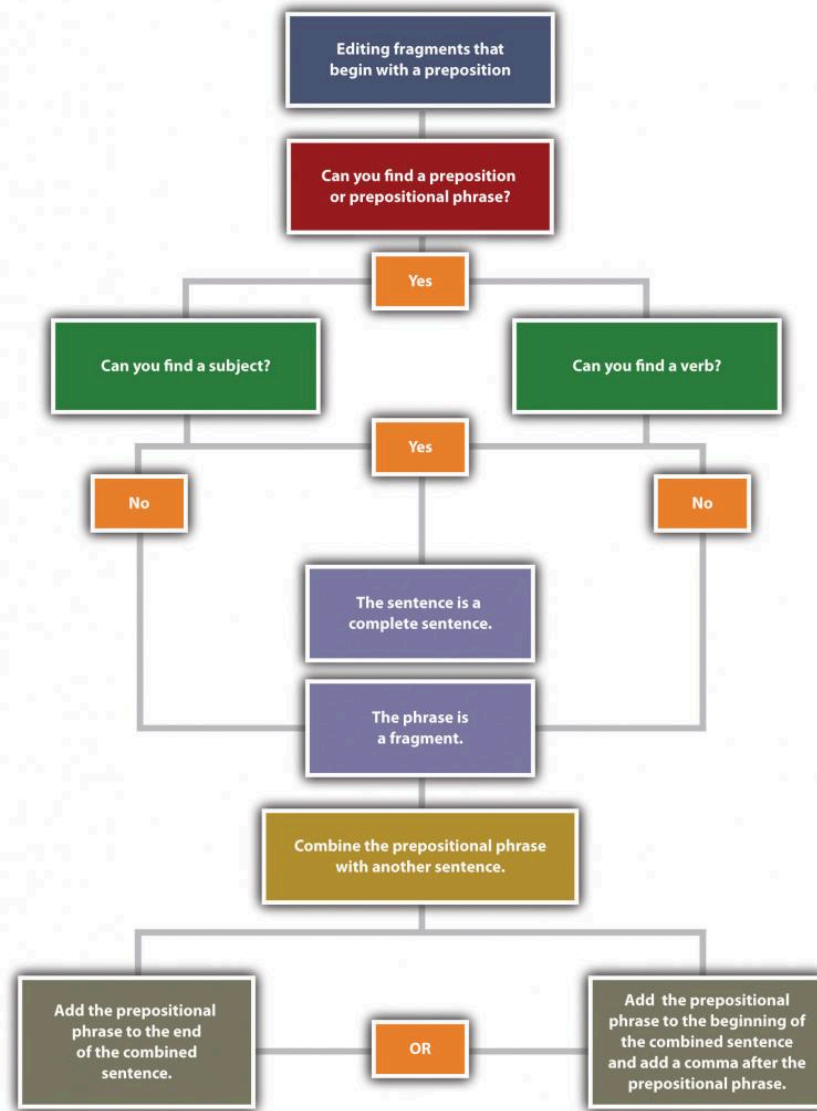 Editing fragments that
begin with a preposition
Can you find a preposition
or prepositional phrase?
Yes
Can you find a subject?
Can you find a verb?
Yes
No
No
The sentence is a
complete sentence.
The phrase is
a fragment.
Combine the prepositional phrase
with another sentence.
Add the prepositional
phrase to the end
of the combined
sentence.
OR
Add the prepositional
phrase to the beginning of
the combined sentence
and add a comma after the
prepositional phrase.